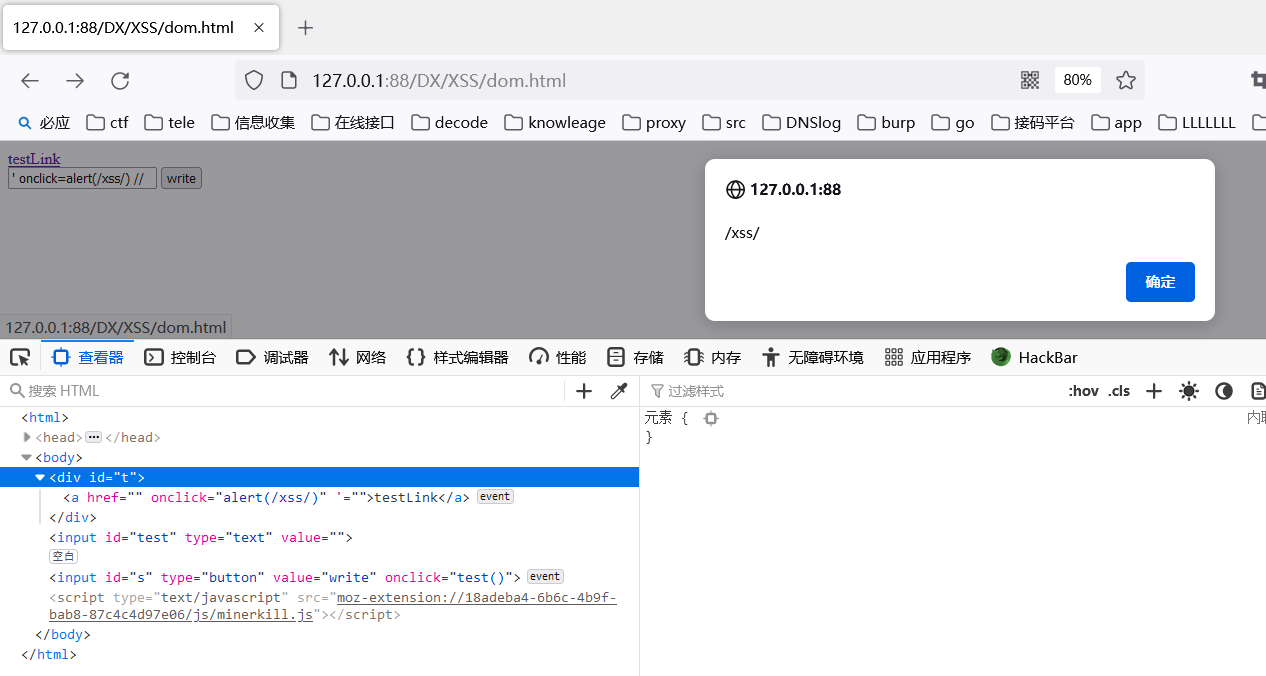 127.0.0.1:88/DX/XSS/dom.html
127.0.0.1:88/DX/XSS/dom.html 80%
必应 ctf tele 信息收集 在线接口 decode knowleage proxy src DNSlog burp go 接码平台 app LLLLLLL
testLink
' onclick=alert(/xss/) // write
127.0.0.1:88
/xss/
确定
127.0.0.1:88/DX/XSS/dom.html
查看器 控制台 调试器 网络 样式编辑器 性能 存储 内存 无障碍环境 应用程序 HackBar
搜索 HTML
过滤样式 :hov .cls
<html>
<head> ••• </head>
<body>
<div id="t">
<a href="" onclick="alert(/xss/)" '="">testLink</a> event
</div>
<input id="test" type="text" value="">
空白
<input id="s" type="button" value="write" onclick="test()"> event
<script type="text/javascript" src="moz-extension://18adeba4-6b6c-4b9f-
bab8-87c4c4d97e06/js/minerkill.js"></script>
</body>
</html>
元素 { 内联
}